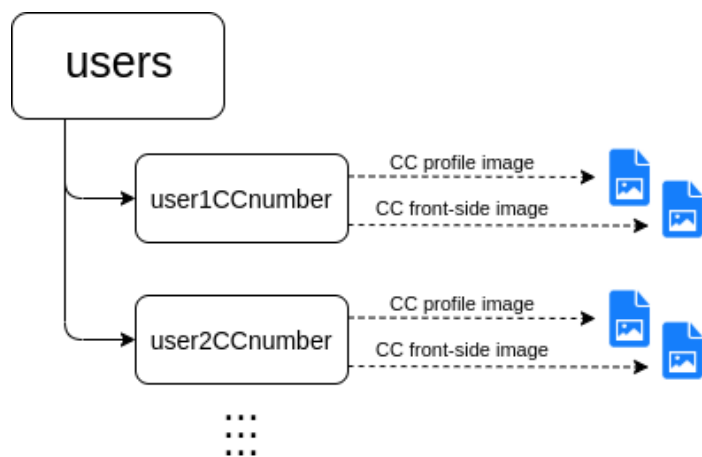 users
user1CCnumber
CC profile image
CC front-side image
user2CCnumber
CC profile image
CC front-side image